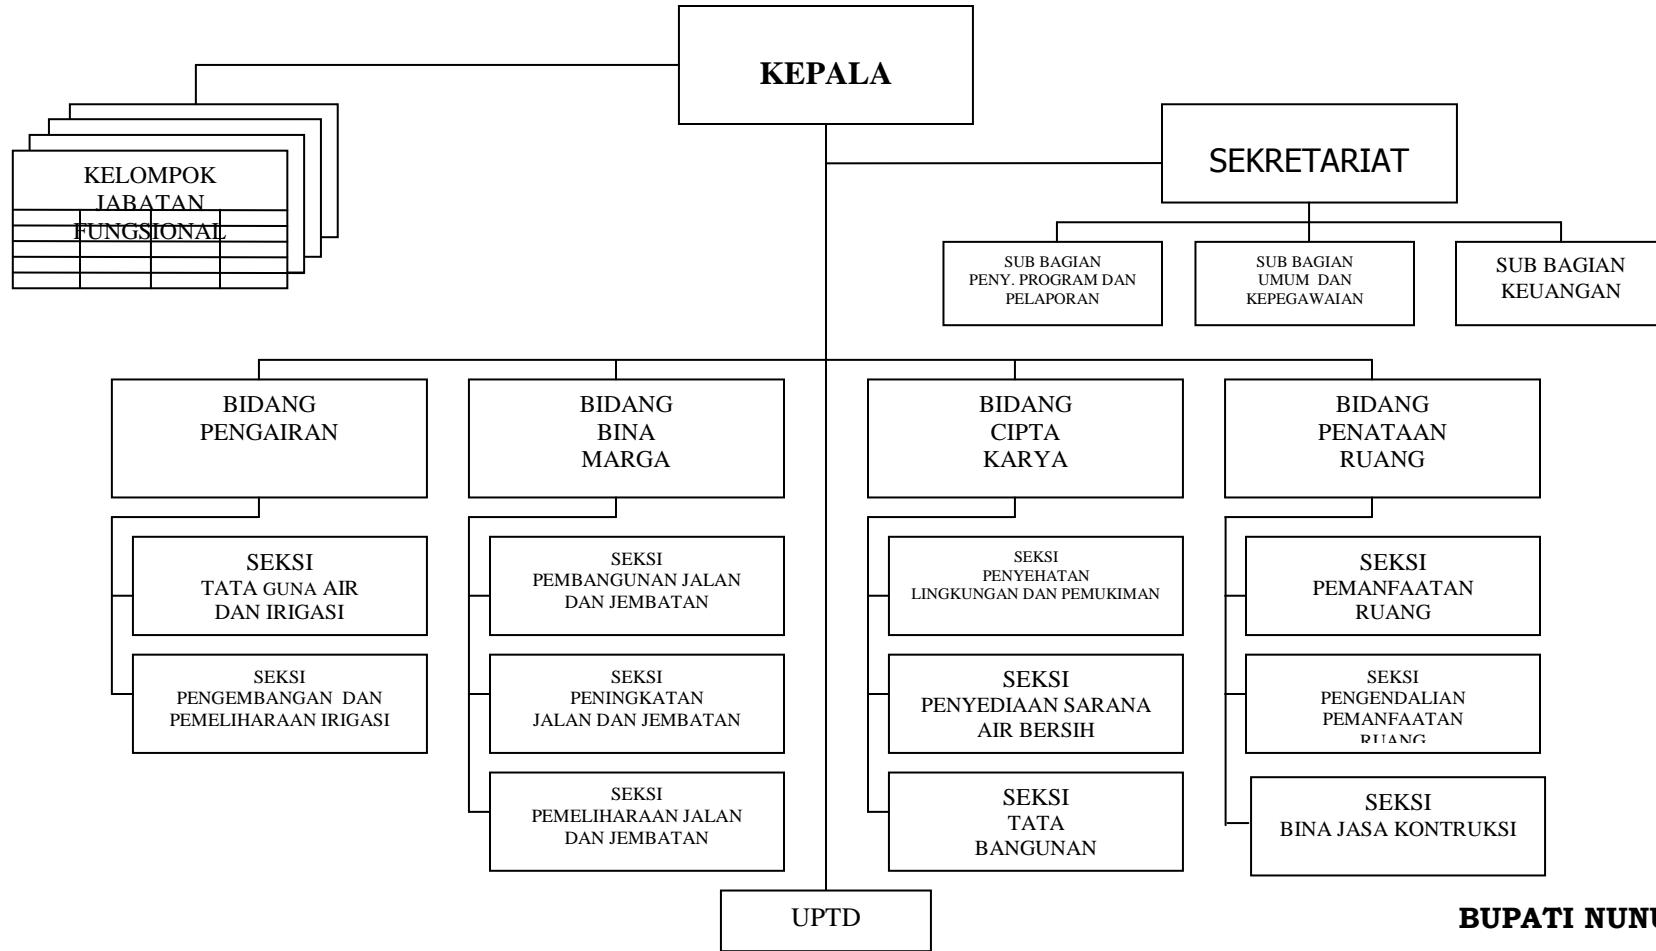 KEPALA
SEKRETARIAT
KELOMPOK
JABATAN
FUNGSIONAL
SUB BAGIAN
PENY. PROGRAM DAN
PELAPORAN
SUB BAGIAN
UMUM DAN
KEPEGAWAIAN
SUB BAGIAN
KEUANGAN
BIDANG
PENGAIRAN
BIDANG
BINA
MARGA
BIDANG
CIPTA
KARYA
BIDANG
PENATAAN
RUANG
SEKSI
TATA GUNA AIR
DAN IRIGASI
SEKSI
PEMBANGUNAN JALAN
DAN JEMBATAN
SEKSI
PENYEHATAN
LINGKUNGAN DAN PEMUKIMAN
SEKSI
PEMANFAATAN
RUANG
SEKSI
PENGEMBANGAN DAN
PEMELIHARAAN IRIGASI
SEKSI
PENINGKATAN
JALAN DAN JEMBATAN
SEKSI
PENYEDIAAN SARANA
AIR BERSIH
SEKSI
PENGENDALIAN
PEMANFAATAN
RUANG
SEKSI
PEMELIHARAAN JALAN
DAN JEMBATAN
SEKSI
TATA
BANGUNAN
SEKSI
BINA JASA KONTRUKSI
UPTD
BUPATI